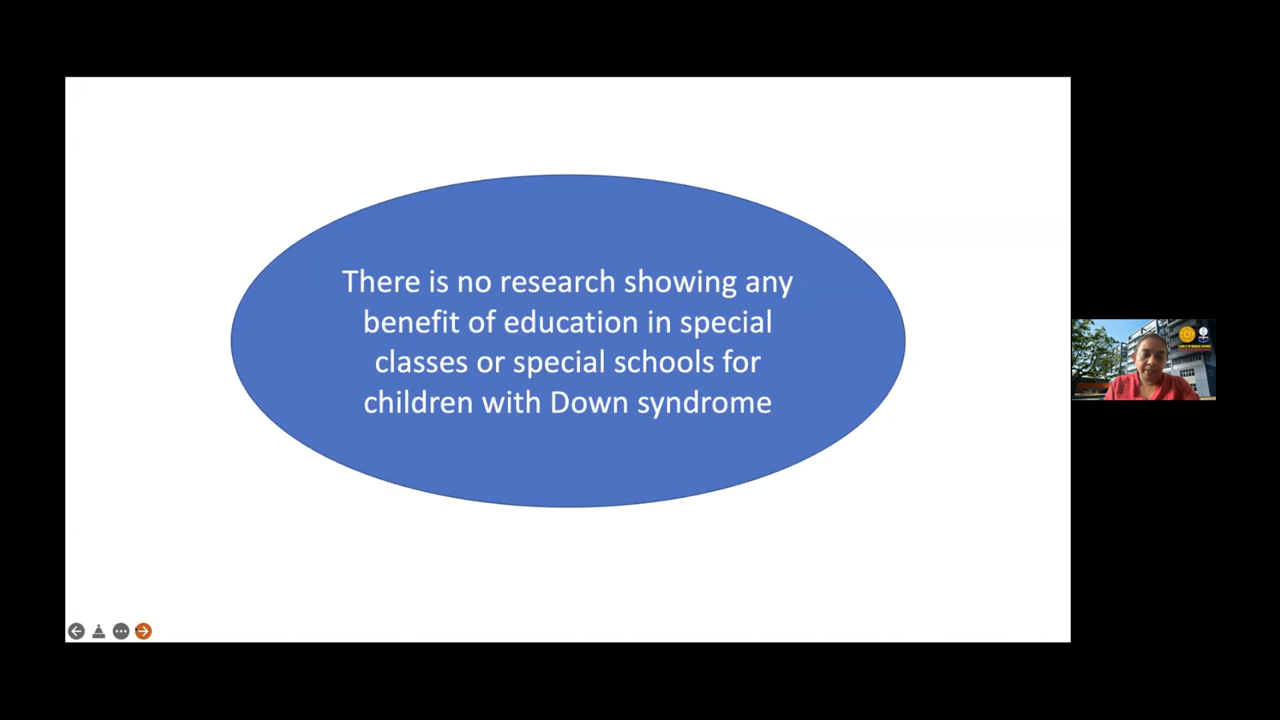 There is no research showing any
benefit of education in special
classes or special schools for
children with Down syndrome